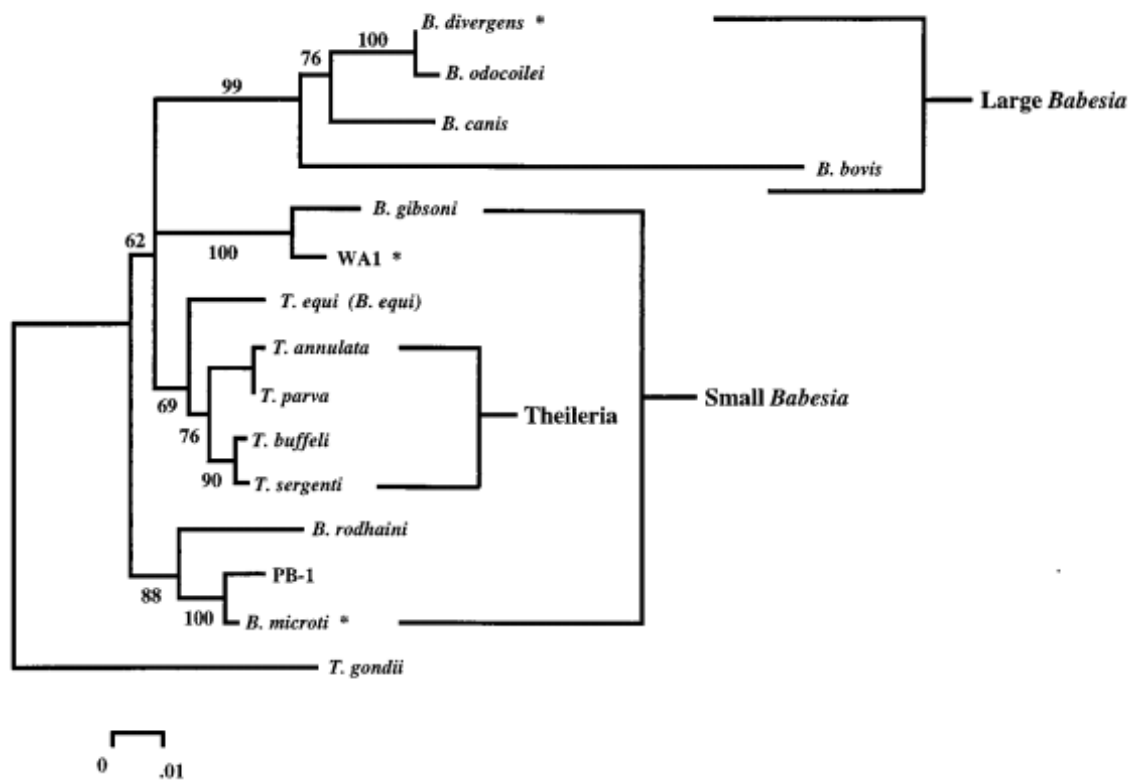 B. divergens *
100
76
B. odocoilei
99
Large Babesia
B. canis
B. bovis
B. gibsoni
62
100
WA1 *
T. equi (B. equi)
T. annulata
T. parva
Small Babesia
69
Theileria
76
T. buffeli
90
T. sergenti
B. rodhaini
PB-1
88
100
B. microti *
T. gondii
0 .01